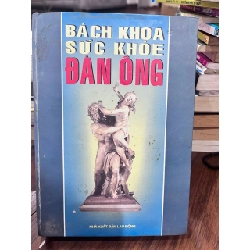 BÁCH KHOA
SỨC KHỎE
ĐÀN ÔNG